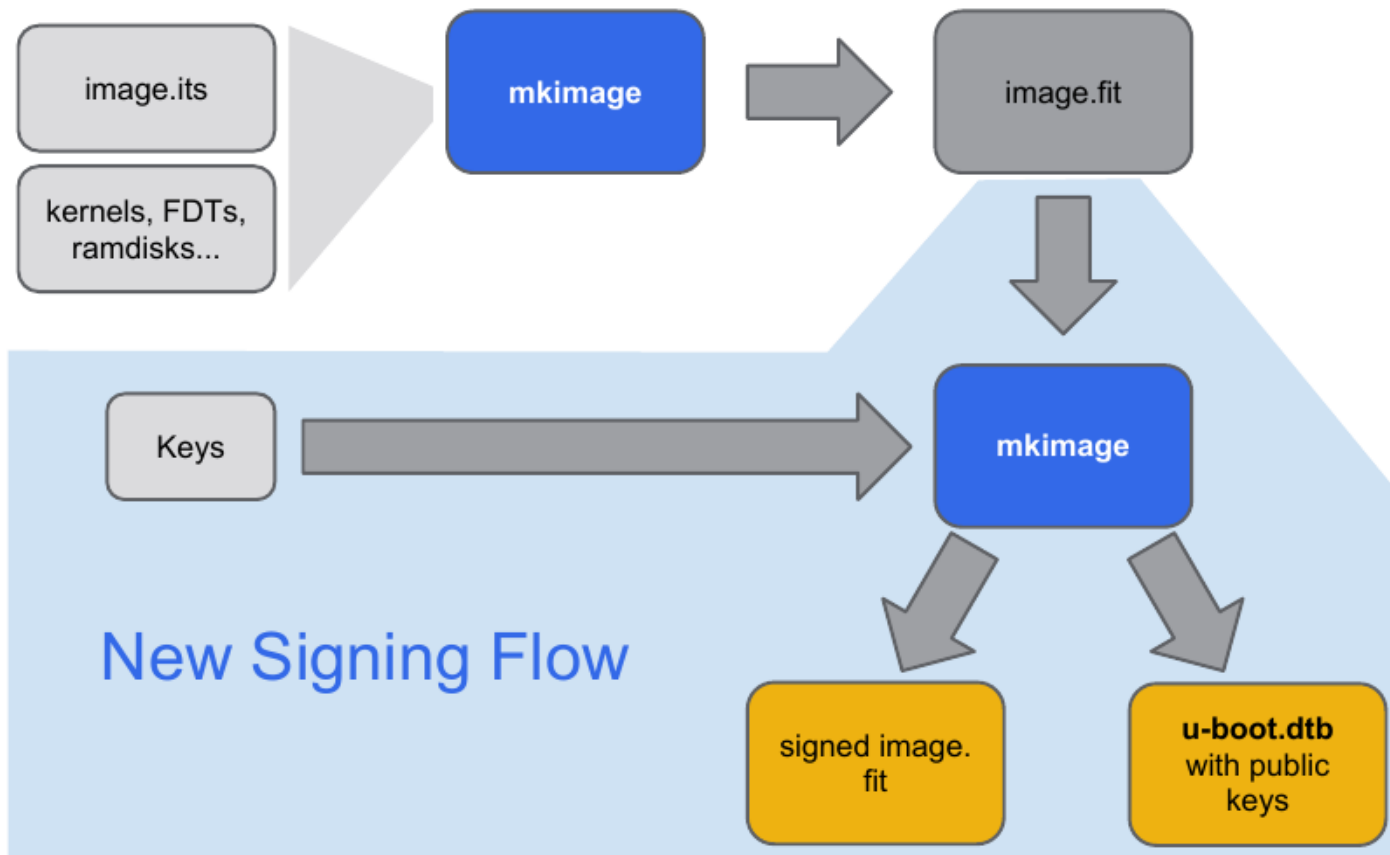 image.its
mkimage
image.fit
kernels, FDTs,
ramdisks...
Keys
mkimage
New Signing Flow
signed image.
fit
u-boot.dtb
with public
keys